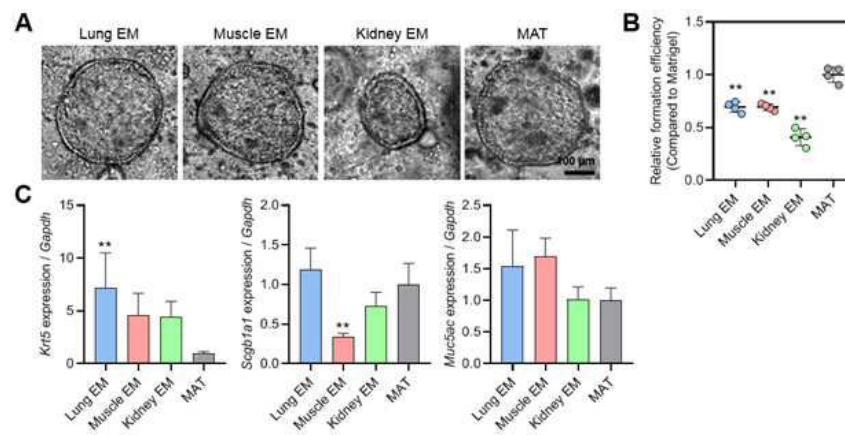 A
Lung EM
Muscle EM
Kidney EM
MAT
100 μm
B
Relative formation efficiency
(Compared to Matrigel)
1.5
1.0
0.5
0.0
**
**
**
Lung EM
Muscle EM
Kidney EM
MAT
C
Krt5 expression / Gapdh
15
10
5
0
**
Lung EM
Muscle EM
Kidney EM
MAT
Scgb1a1 expression / Gapdh
2.0
1.5
1.0
0.5
0.0
**
Lung EM
Muscle EM
Kidney EM
MAT
Muc5ac expression / Gapdh
2.5
2.0
1.5
1.0
0.5
0.0
Lung EM
Muscle EM
Kidney EM
MAT